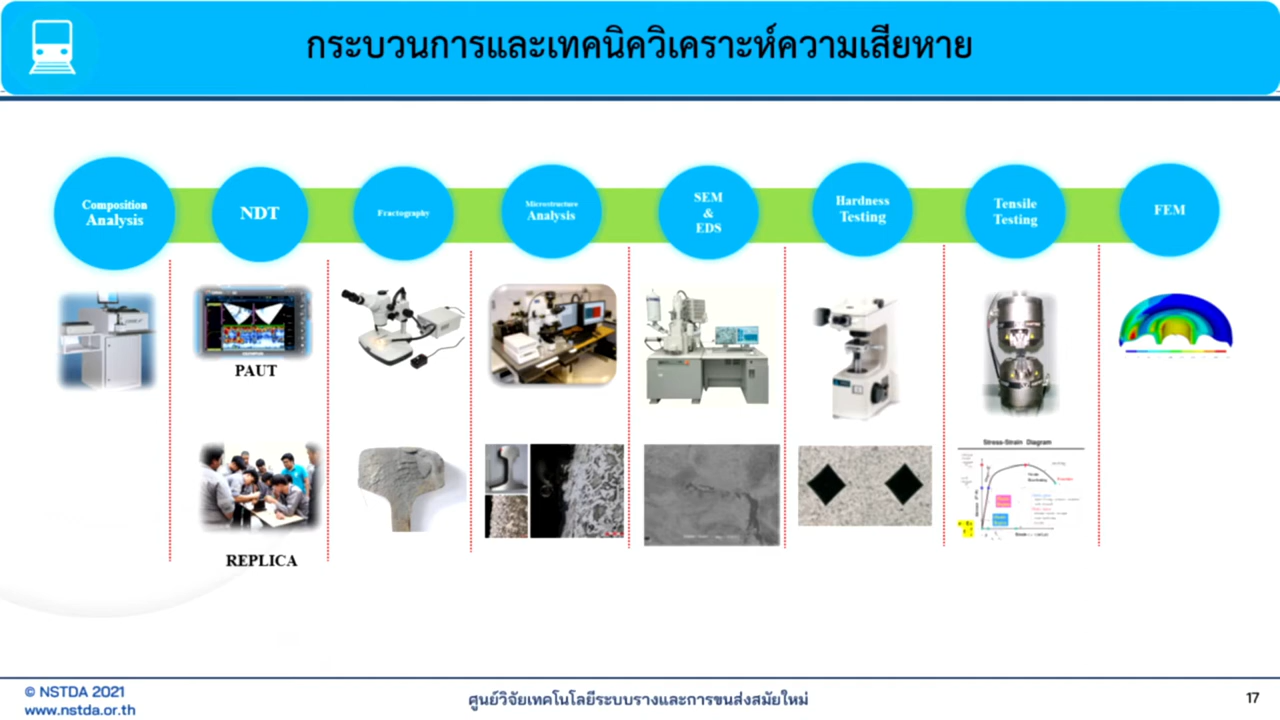 กระบวนการและเทคนิควิเคราะห์ความเสียหาย
Composition
Analysis
NDT
Fractography
Microstructure
Analysis
SEM
&
EDS
Hardness
Testing
Tensile
Testing
FEM
PAUT
REPLICA
Stress-Strain Diagram
© NSTDA 2021
www.nstda.or.th
ศูนย์วิจัยเทคโนโลยีระบบรางและการขนส่งสมัยใหม่
17